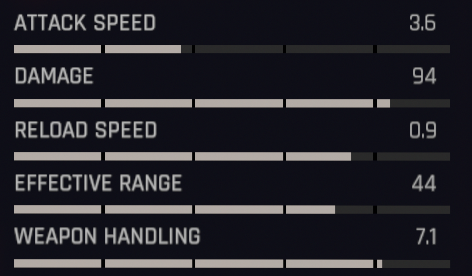 ATTACK SPEED 3.6
DAMAGE 94
RELOAD SPEED 0.9
EFFECTIVE RANGE 44
WEAPON HANDLING 7.1